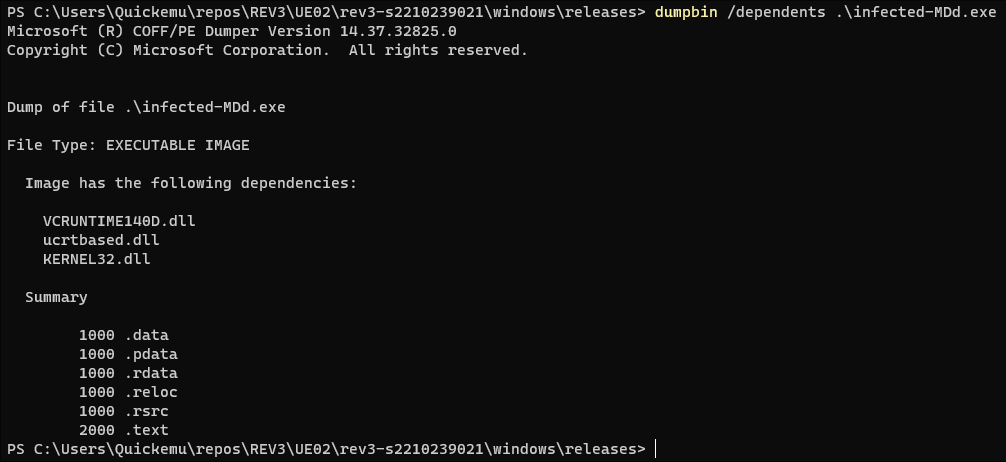 PS C:\Users\Quickemu\repos\REV3\UE02\rev3-s2210239021\windows\releases> dumpbin /dependents .\infected-MDd.exe
Microsoft (R) COFF/PE Dumper Version 14.37.32825.0
Copyright (C) Microsoft Corporation.  All rights reserved.
Dump of file .\infected-MDd.exe
File Type: EXECUTABLE IMAGE
Image has the following dependencies:
VCRUNTIME140D.dll
ucrtbased.dll
KERNEL32.dll
Summary
1000 .data
1000 .pdata
1000 .rdata
1000 .reloc
1000 .rsrc
2000 .text
PS C:\Users\Quickemu\repos\REV3\UE02\rev3-s2210239021\windows\releases>